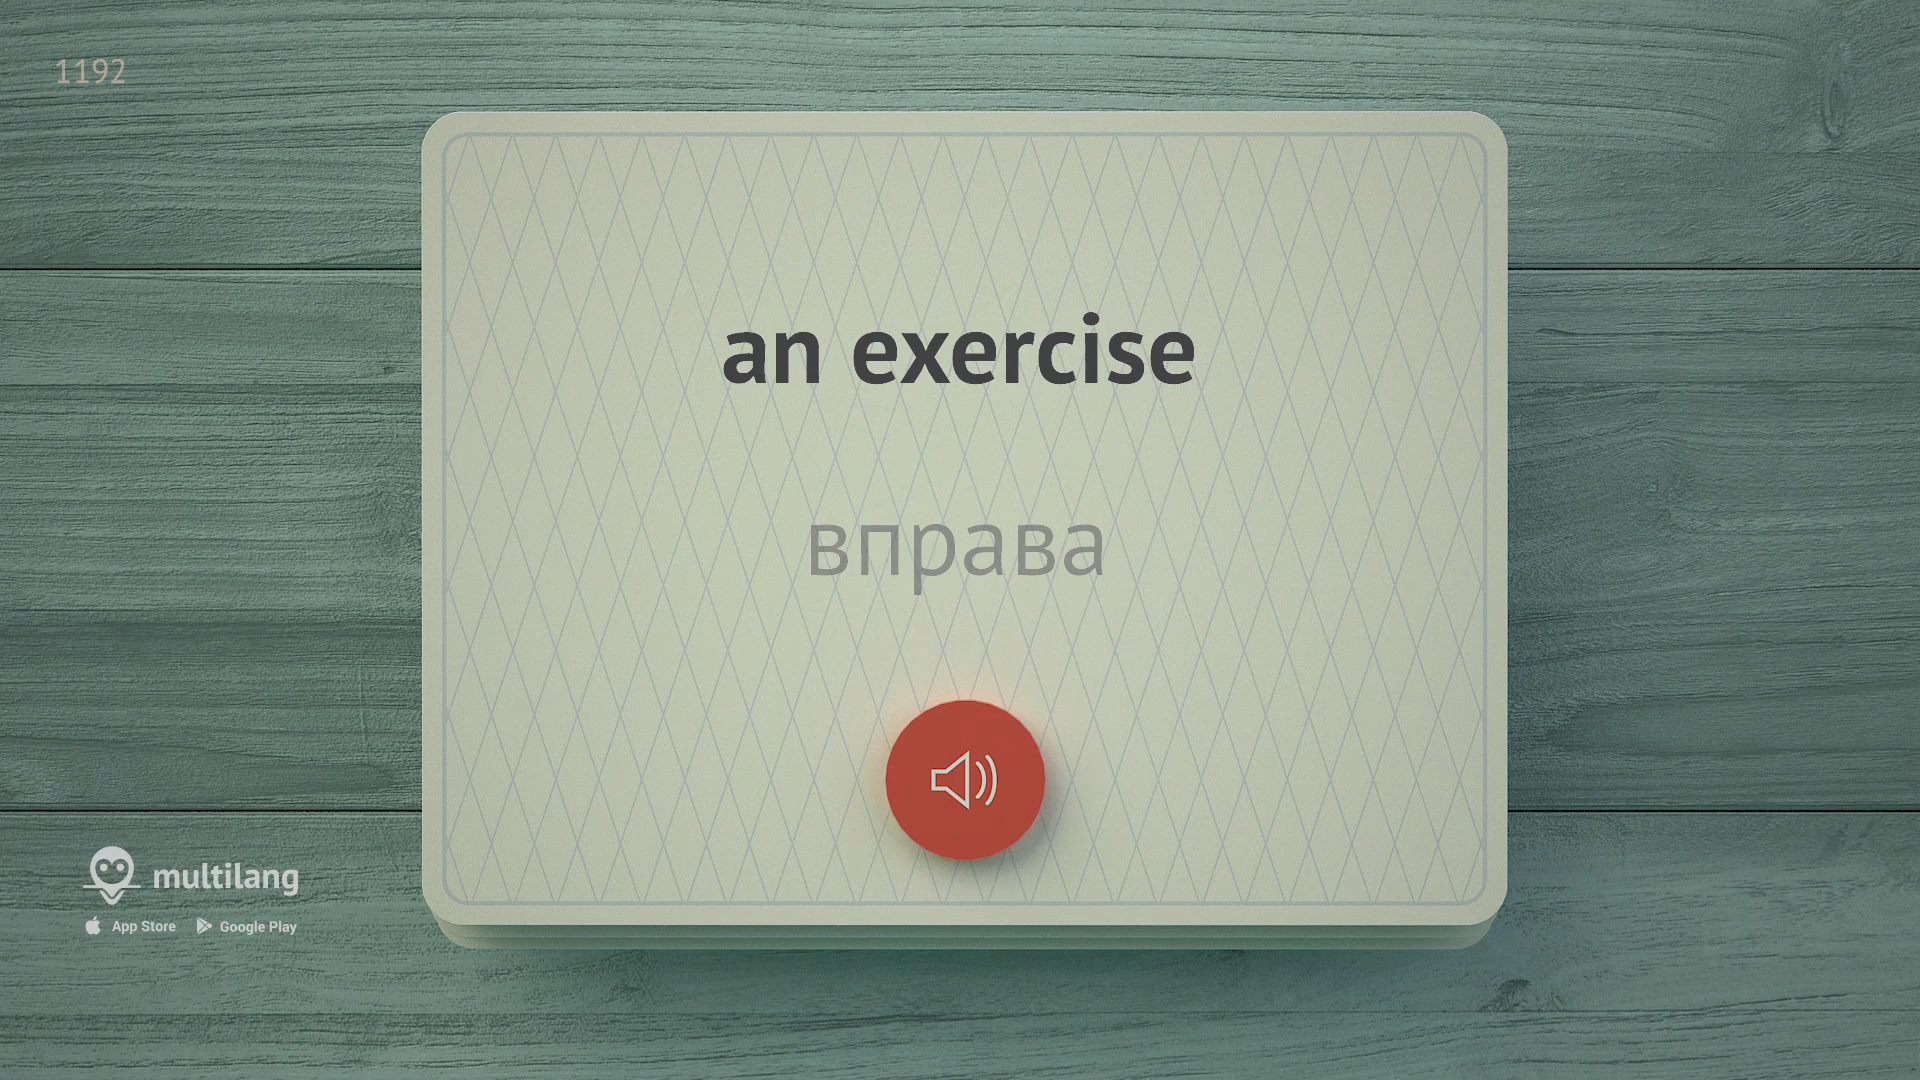 1192
an exercise
вправа
multilang
App Store
Google Play